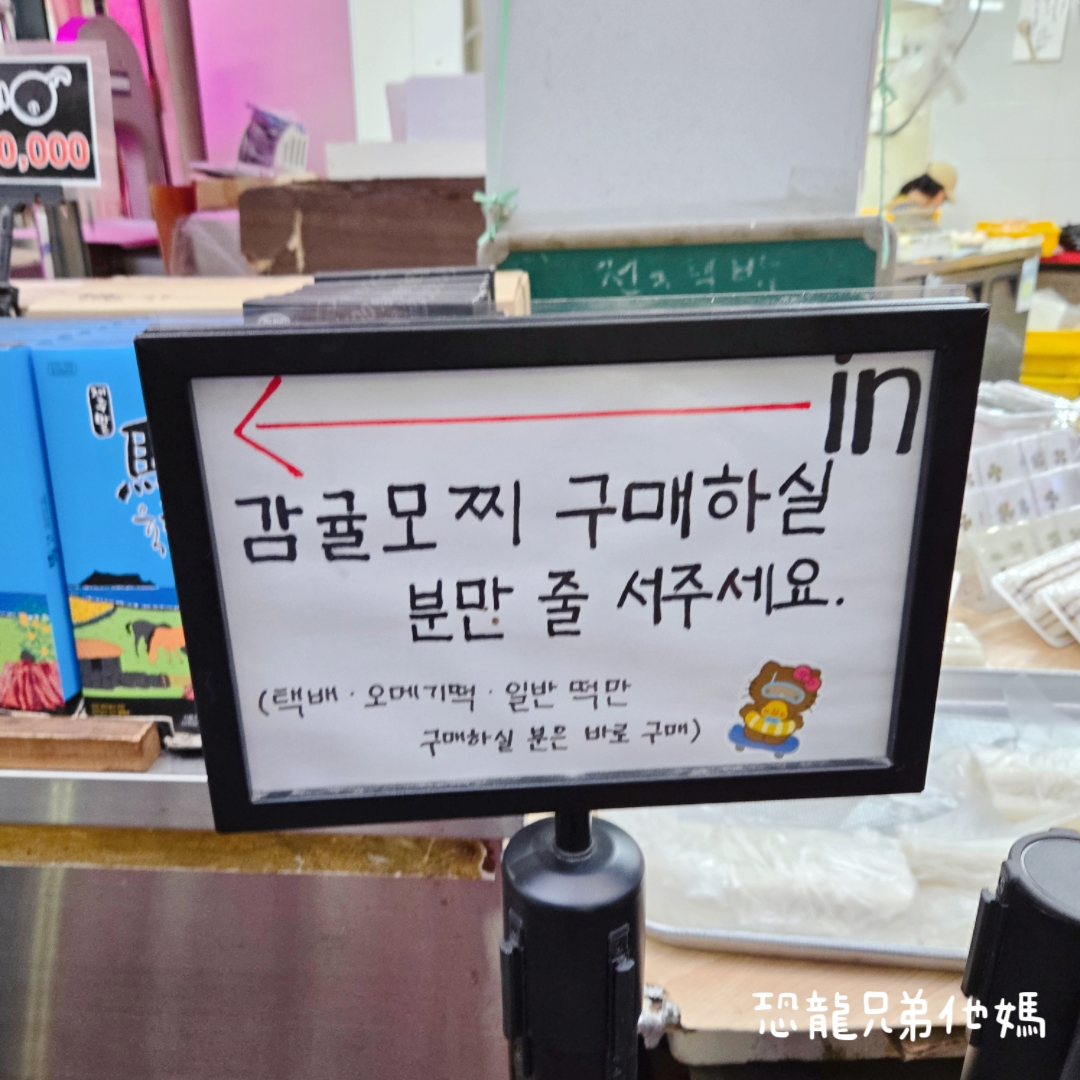 0,000
in
감귤모찌 구매하실
분만 줄 서주세요.
(택배·오메기떡·일반 떡만
구매하실 분은 바로 구매)
恐龍兄弟他媽